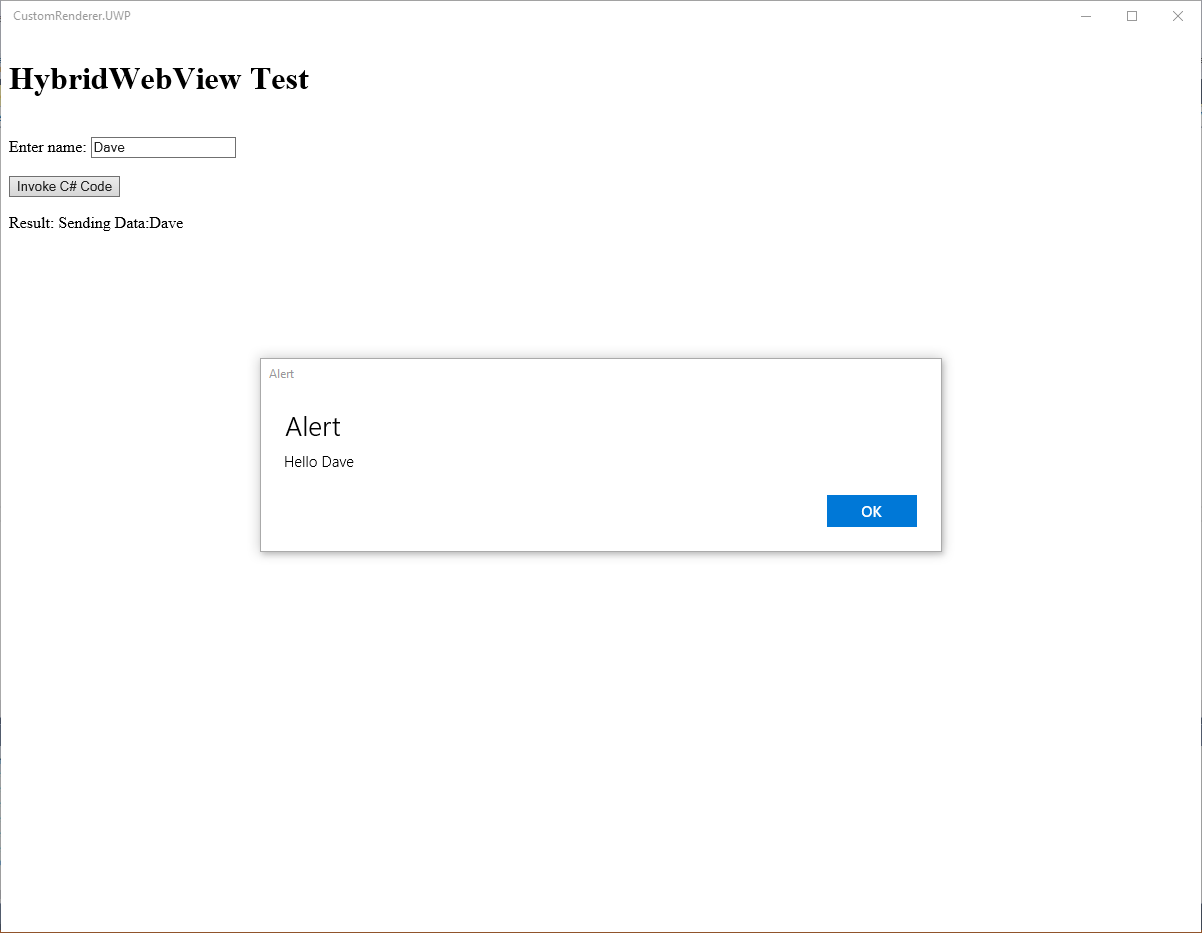 CustomRenderer.UWP
HybridWebView Test
Enter name: Dave
Invoke C# Code
Result: Sending Data:Dave
Alert
Alert
Hello Dave
OK